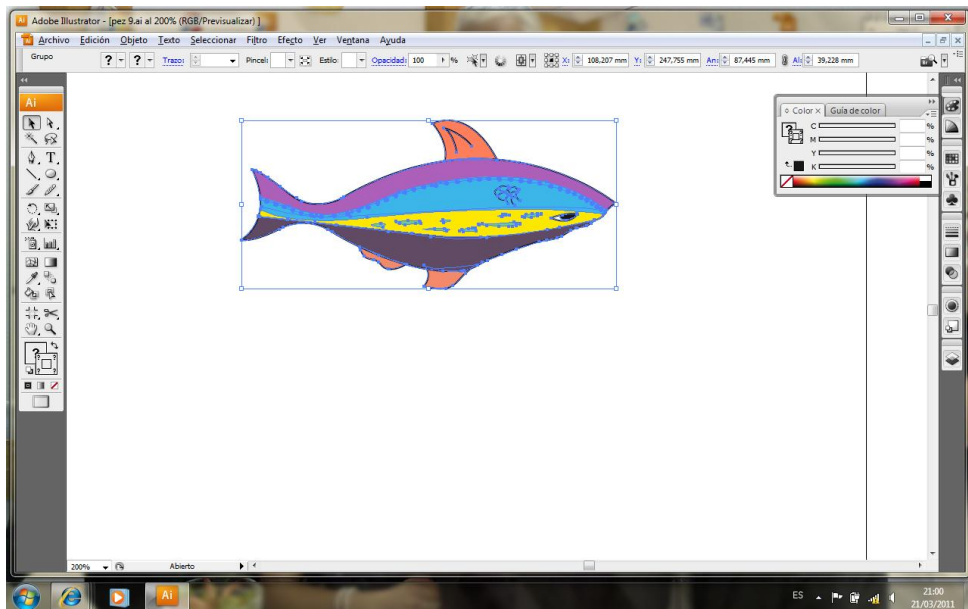 Ai Adobe Illustrator - [pez 9.ai al 200% (RGB/Previsualizar) ]
Archivo Edición Objeto Texto Seleccionar Filtro Efecto Ver Ventana Ayuda
Grupo ? ? Trazo: Pincel: Estilo: Opacidad: 100 % X: 108,207 mm Y: 247,755 mm An: 87,445 mm Al: 39,228 mm
Ai
Color x Guía de color
C %
M %
Y %
K %
T
?
200% Abierto
Ai ES 21:00
21/03/2011